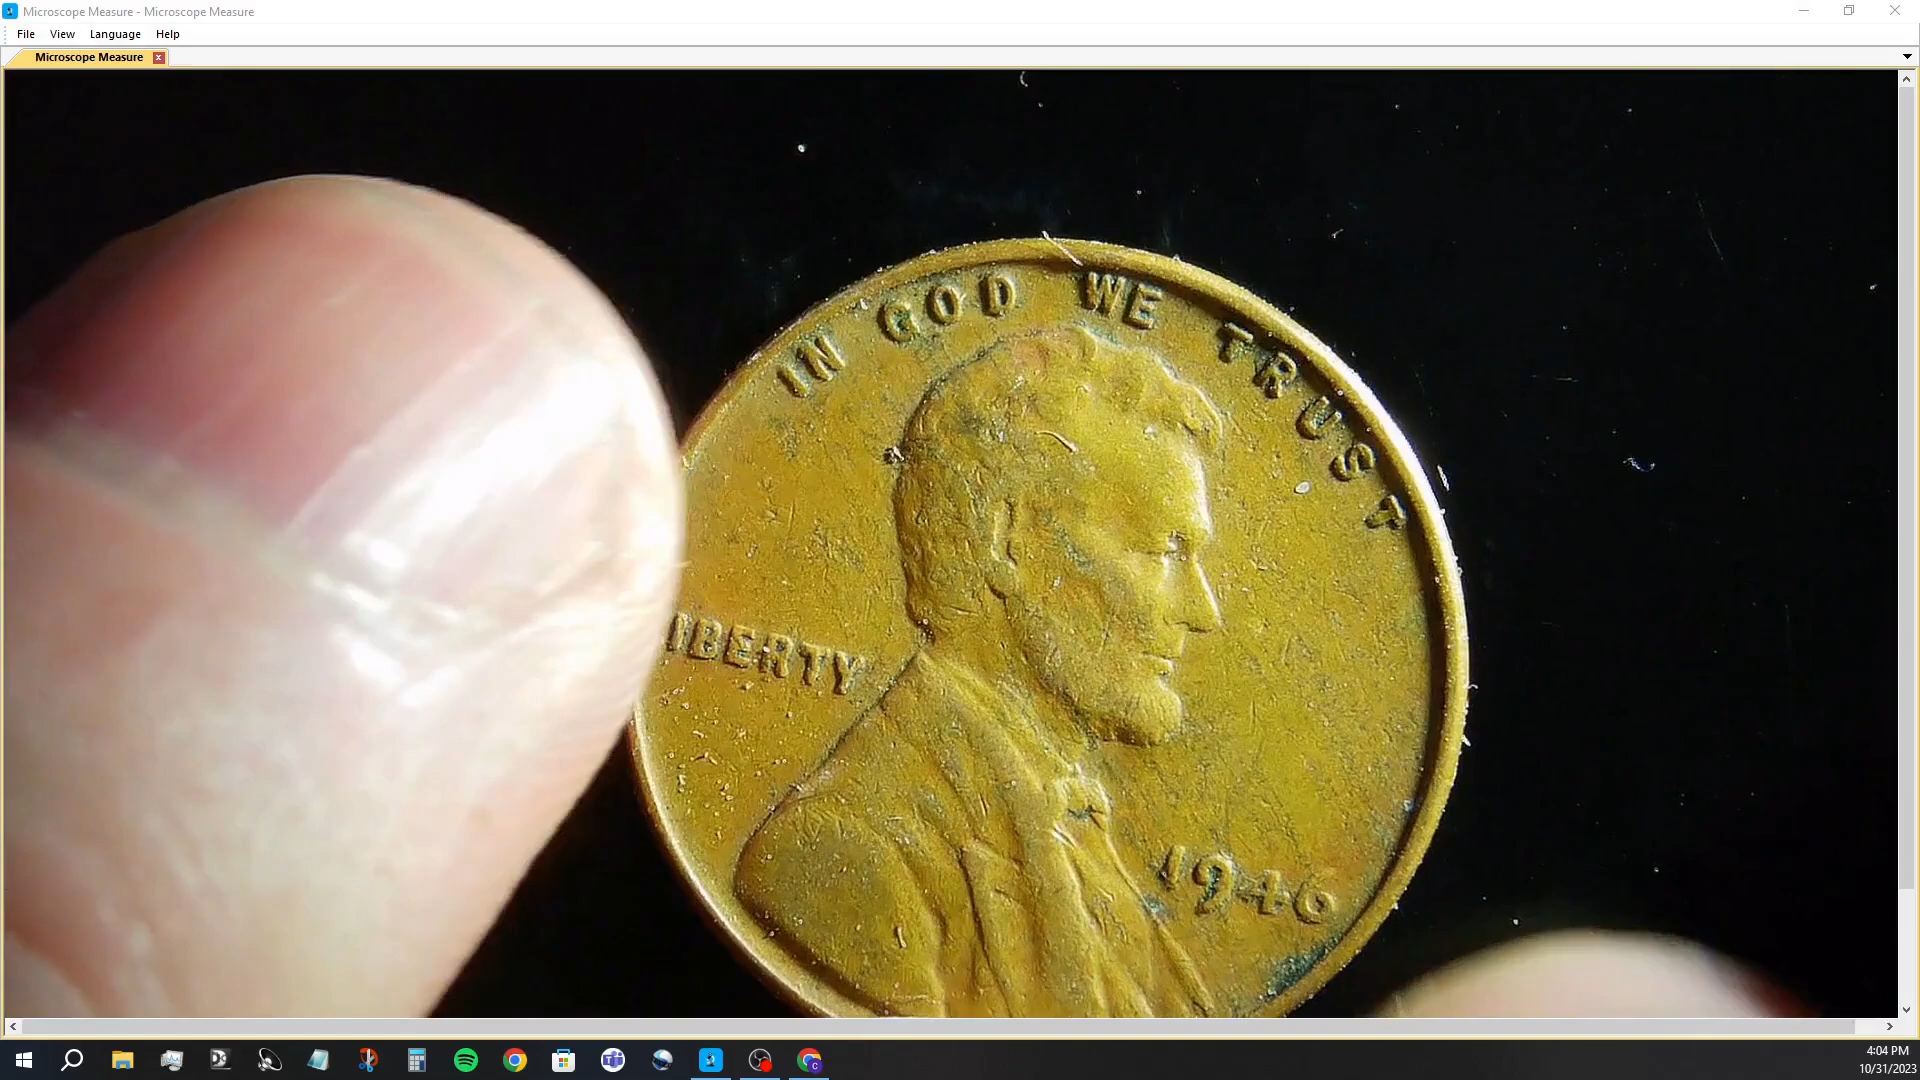 Microscope Measure - Microscope Measure
File View Language Help
Microscope Measure
IN GOD WE TRUST
IBERTY
1946
4:04 PM
10/31/2023